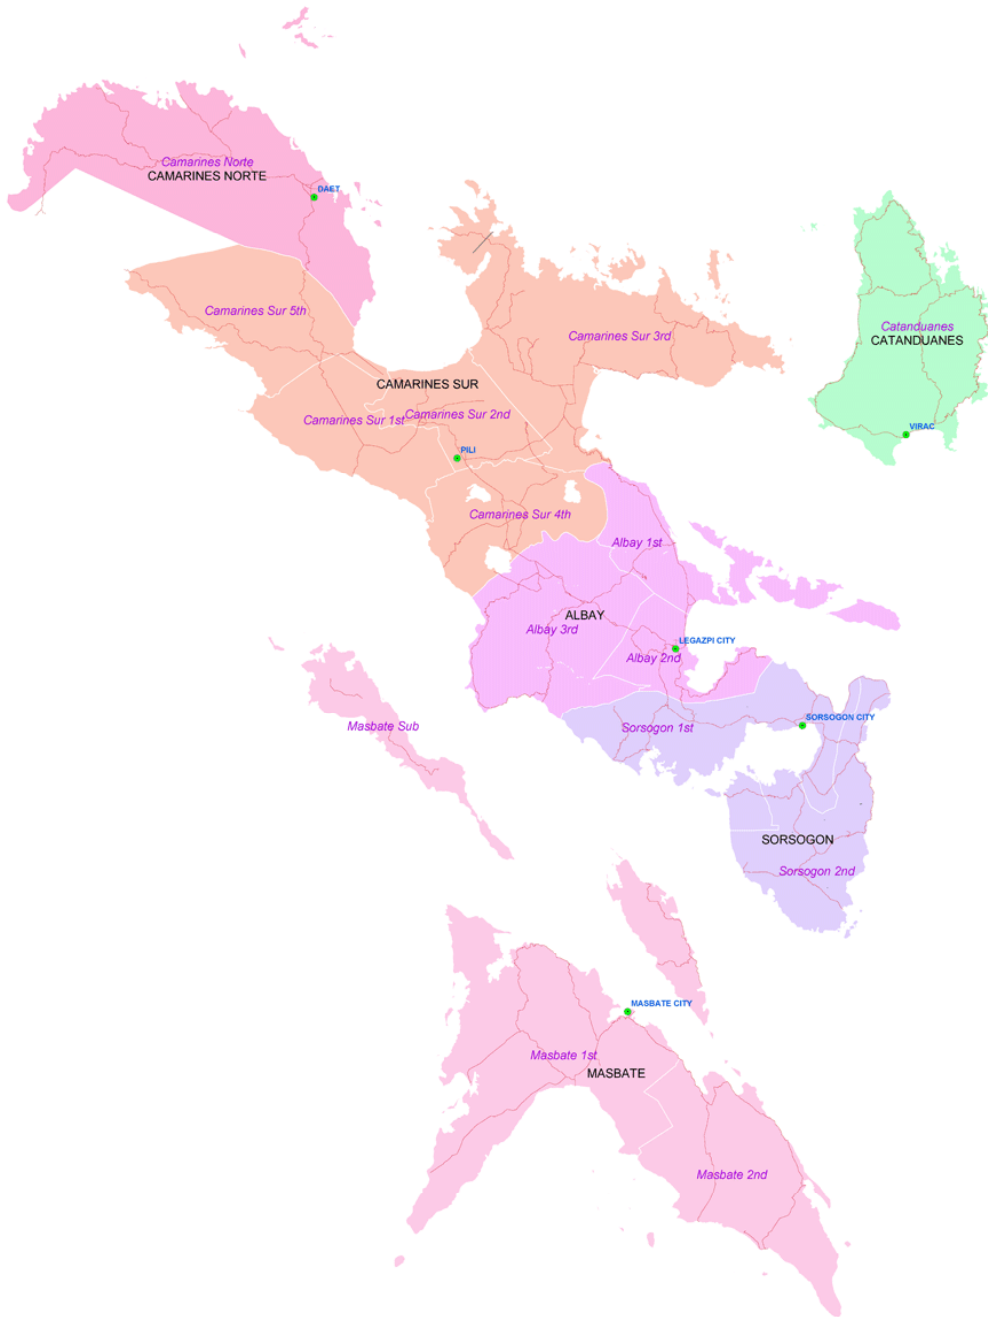 Camarines Norte
CAMARINES NORTE
DAET
Camarines Sur 5th
Camarines Sur 3rd
Catanduanes
CATANDUANES
CAMARINES SUR
Camarines Sur 1st
Camarines Sur 2nd
VIRAC
PILI
Camarines Sur 4th
Albay 1st
ALBAY
Albay 3rd
LEGAZPI CITY
Albay 2nd
SORSOGON CITY
Masbate Sub
Sorsogon 1st
SORSOGON
Sorsogon 2nd
MASBATE CITY
Masbate 1st
MASBATE
Masbate 2nd